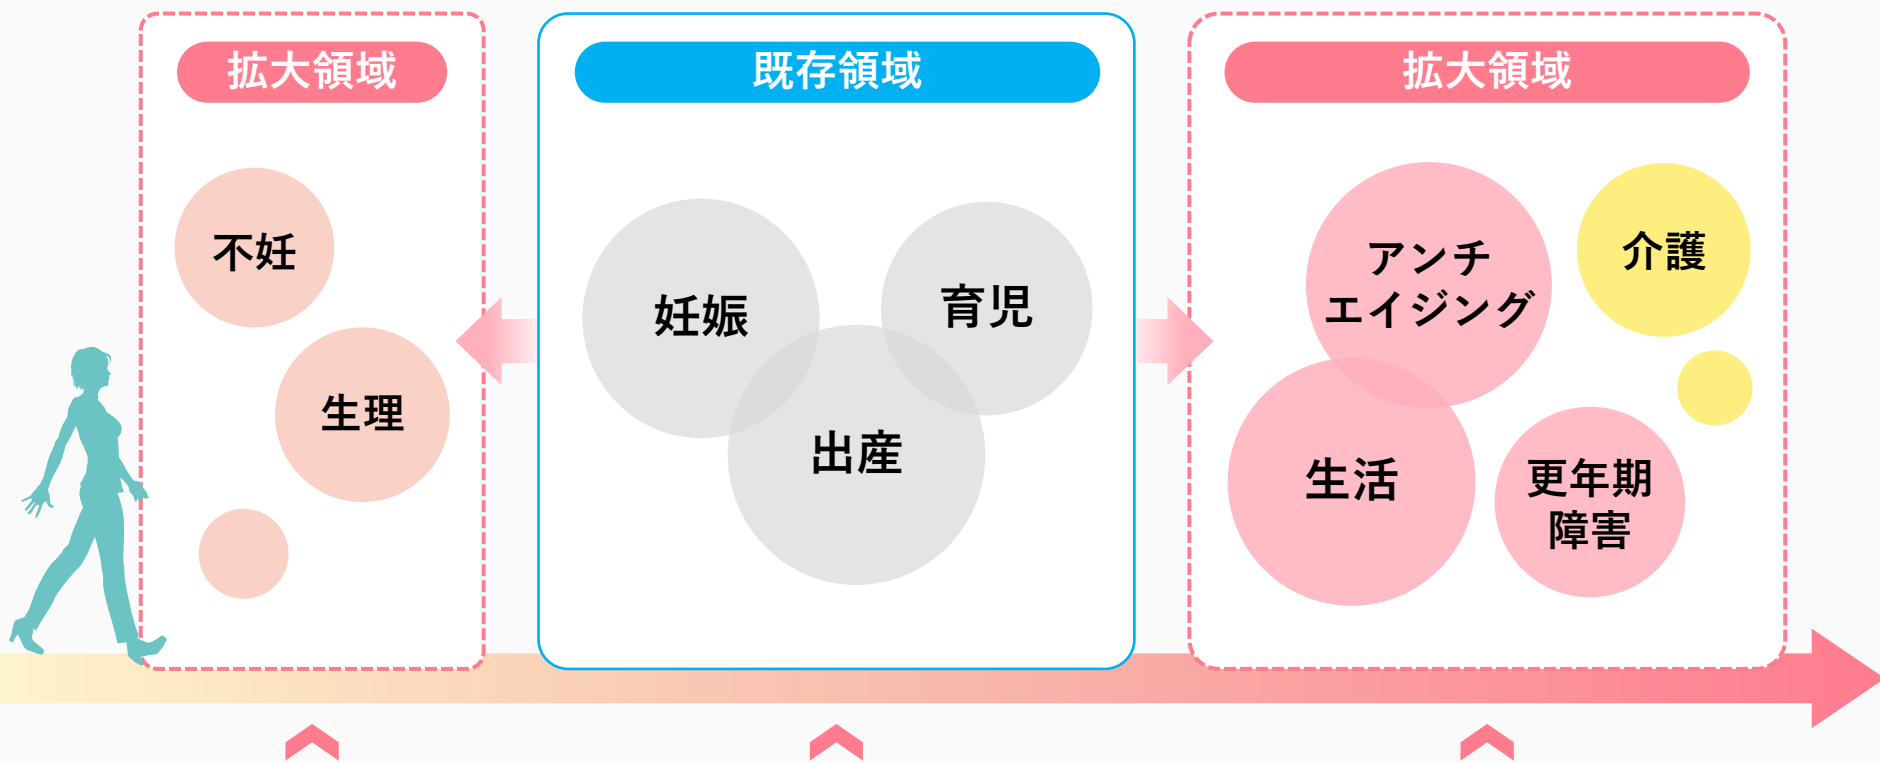 拡大領域
不妊
生理
既存領域
妊娠
育児
出産
拡大領域
アンチ
エイジング
介護
生活
更年期
障害